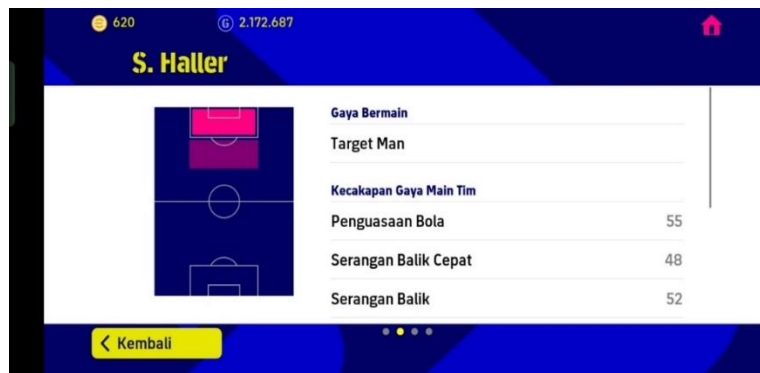 620
G 2.172.687
S. Haller
Gaya Bermain
Target Man
Kecakapan Gaya Main Tim
Penguasaan Bola 55
Serangan Balik Cepat 48
Serangan Balik 52
Kembali